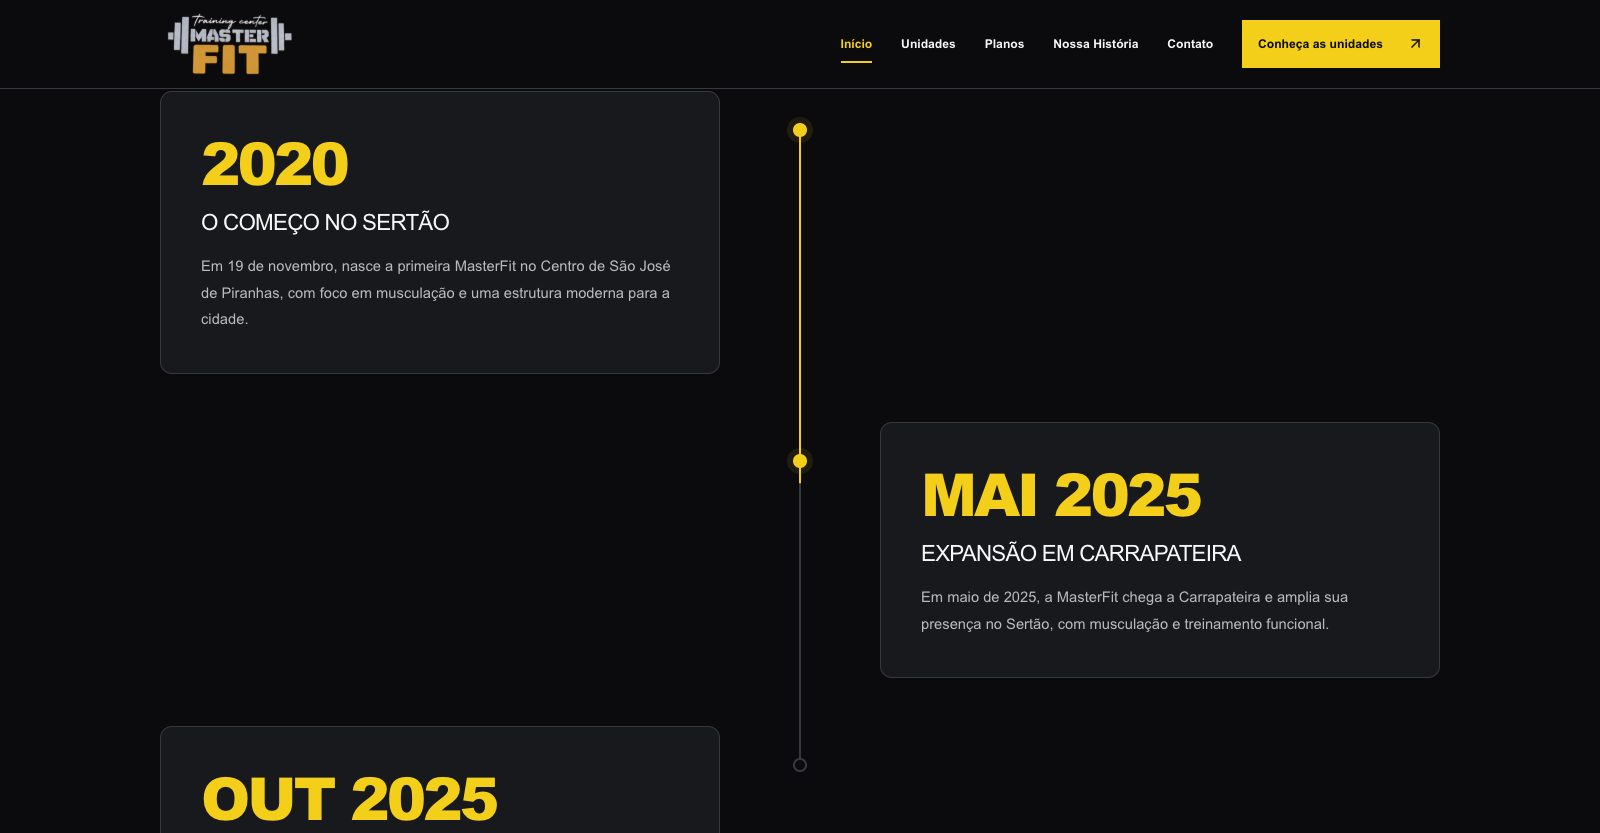 Training center
MASTER
FIT
Início
Unidades
Planos
Nossa História
Contato
Conheça as unidades
2020
O COMEÇO NO SERTÃO
Em 19 de novembro, nasce a primeira MasterFit no Centro de São José
de Piranhas, com foco em musculação e uma estrutura moderna para a
cidade.
MAI 2025
EXPANSÃO EM CARRAPATEIRA
Em maio de 2025, a MasterFit chega a Carrapateira e amplia sua
presença no Sertão, com musculação e treinamento funcional.
OUT 2025